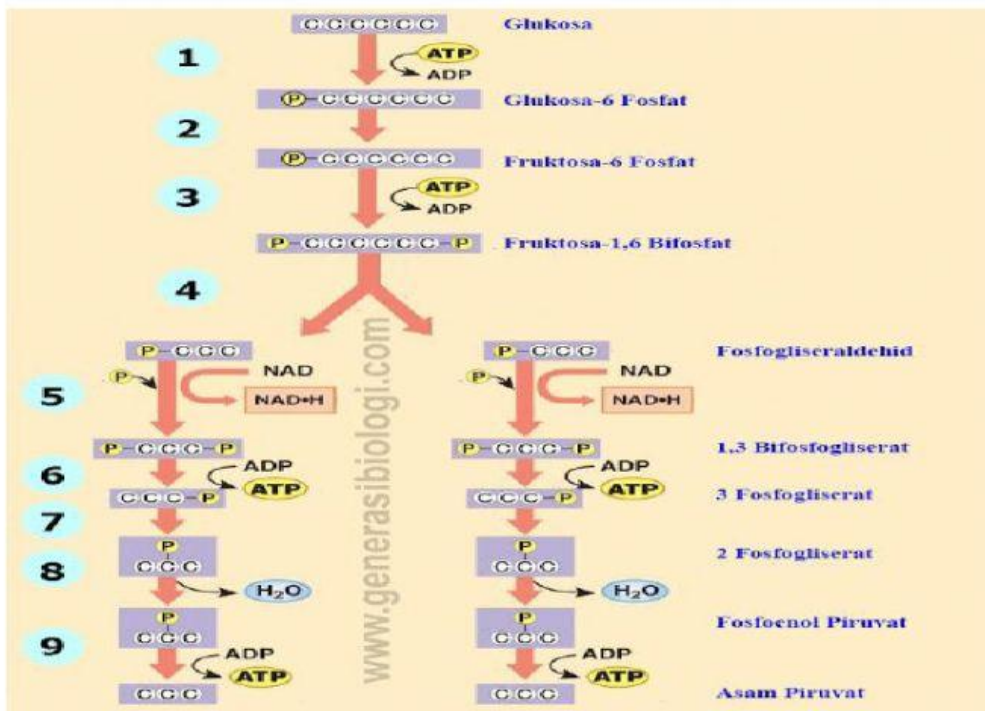 CCCCCC Glukosa
1 ATP
ADP
P-CCCCCC Glukosa-6 Fosfat
2
P-CCCCCC Fruktosa-6 Fosfat
3 ATP
ADP
P-CCCCCC-P Fruktosa-1,6 Bifosfat
4
P-CCC P-CCC Fosfogliseraldehid
5 P NAD P NAD
NAD•H NAD•H
P-CCC-P P-CCC-P 1,3 Bifosfogliserat
6 ADP ADP
ATP ATP
CCC-P CCC-P 3 Fosfogliserat
7
P P
CCC CCC 2 Fosfogliserat
8
H₂O H₂O
P P
CCC CCC Fosfoenol Piruvat
9 ADP ADP
ATP ATP
CCC CCC Asam Piruvat
www.generasibiologi.com